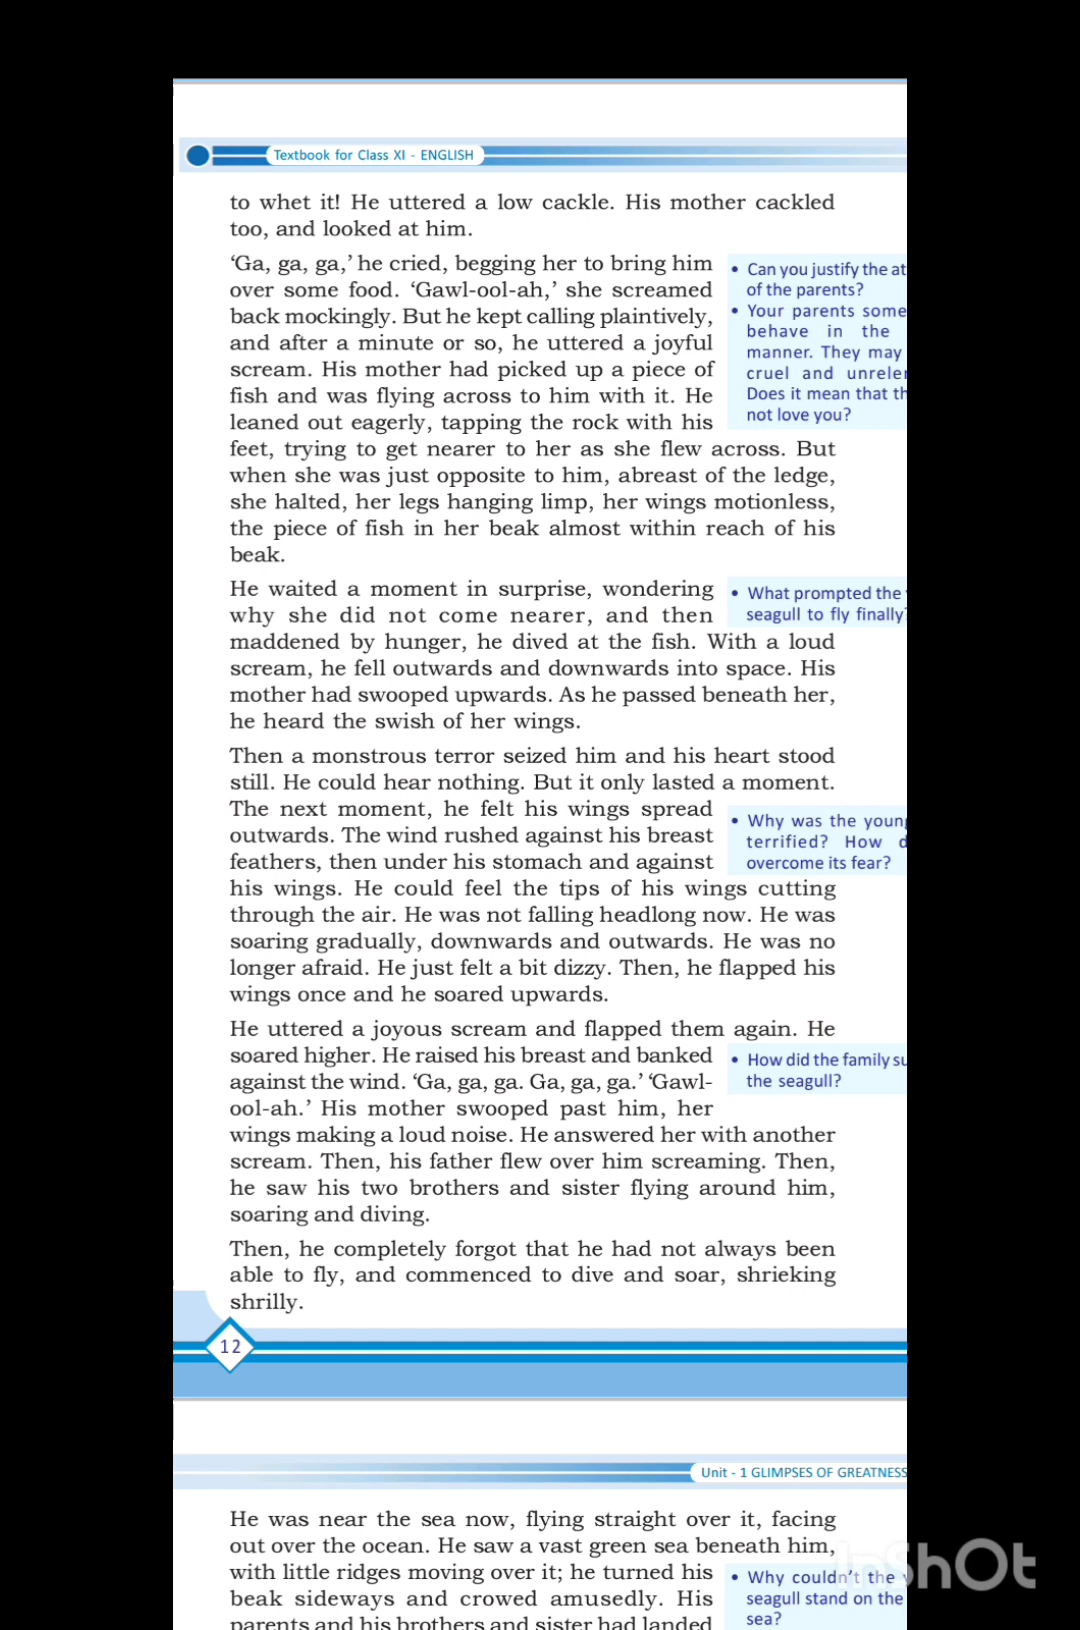 Textbook for Class XI - ENGLISH
to whet it! He uttered a low cackle. His mother cackled
too, and looked at him.
‘Ga, ga, ga,’ he cried, begging her to bring him
over some food. ‘Gawl-ool-ah,’ she screamed
back mockingly. But he kept calling plaintively,
and after a minute or so, he uttered a joyful
scream. His mother had picked up a piece of
fish and was flying across to him with it. He
leaned out eagerly, tapping the rock with his
feet, trying to get nearer to her as she flew across. But
when she was just opposite to him, abreast of the ledge,
she halted, her legs hanging limp, her wings motionless,
the piece of fish in her beak almost within reach of his
beak.
• Can you justify the
of the parents?
• Your parents some
behave in the
manner. They may
cruel and
Does it mean that
not love you?
He waited a moment in surprise, wondering
why she did not come nearer, and then
maddened by hunger, he dived at the fish. With a loud
scream, he fell outwards and downwards into space. His
mother had swooped upwards. As he passed beneath her,
he heard the swish of her wings.
• What prompted the
seagull to fly finally?
Then a monstrous terror seized him and his heart stood
still. He could hear nothing. But it only lasted a moment.
The next moment, he felt his wings spread
outwards. The wind rushed against his breast
feathers, then under his stomach and against
his wings. He could feel the tips of his wings cutting
through the air. He was not falling headlong now. He was
soaring gradually, downwards and outwards. He was no
longer afraid. He just felt a bit dizzy. Then, he flapped his
wings once and he soared upwards.
• Why was the
terrified? How
overcome its fear?
He uttered a joyous scream and flapped them again. He
soared higher. He raised his breast and banked
against the wind. ‘Ga, ga, ga. Ga, ga, ga.’ ‘Gawl-
ool-ah.’ His mother swooped past him, her
wings making a loud noise. He answered her with another
scream. Then, his father flew over him screaming. Then,
he saw his two brothers and sister flying around him,
soaring and diving.
• How did the family
the seagull?
Then, he completely forgot that he had not always been
able to fly, and commenced to dive and soar, shrieking
shrilly.
12
Unit - 1 GLIMPSES OF GREATNESS
He was near the sea now, flying straight over it, facing
out over the ocean. He saw a vast green sea beneath him,
with little ridges moving over it; he turned his
beak sideways and crowed amusedly. His
parents and his brothers and sister had landed
• Why couldn’t the
seagull stand on the
sea?
InShOt